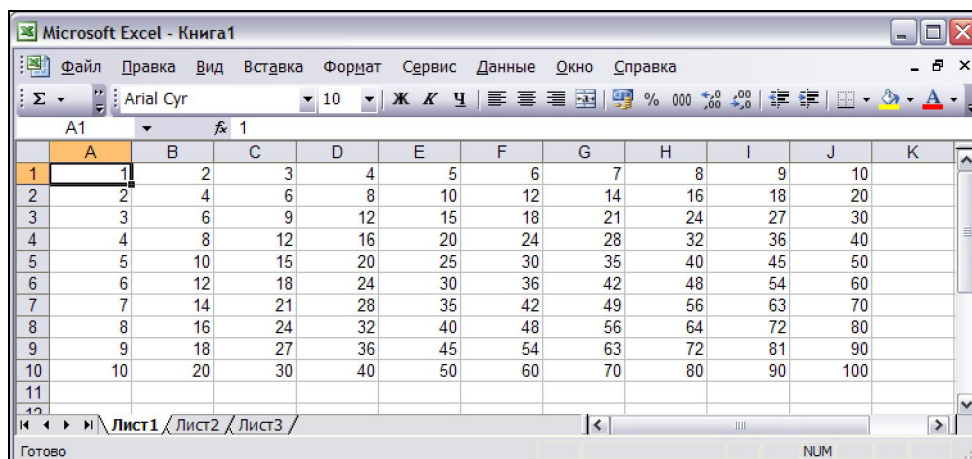 Microsoft Excel - Книга1
Файл Правка Вид Вставка Формат Сервис Данные Окно Справка
Σ Arial Cyr 10 Ж К Ч % 000 ,00 ,00 A
A1 fx 1
A B C D E F G H I J K
1 1 2 3 4 5 6 7 8 9 10
2 2 4 6 8 10 12 14 16 18 20
3 3 6 9 12 15 18 21 24 27 30
4 4 8 12 16 20 24 28 32 36 40
5 5 10 15 20 25 30 35 40 45 50
6 6 12 18 24 30 36 42 48 54 60
7 7 14 21 28 35 42 49 56 63 70
8 8 16 24 32 40 48 56 64 72 80
9 9 18 27 36 45 54 63 72 81 90
10 10 20 30 40 50 60 70 80 90 100
11
Лист1 Лист2 Лист3
Готово NUM